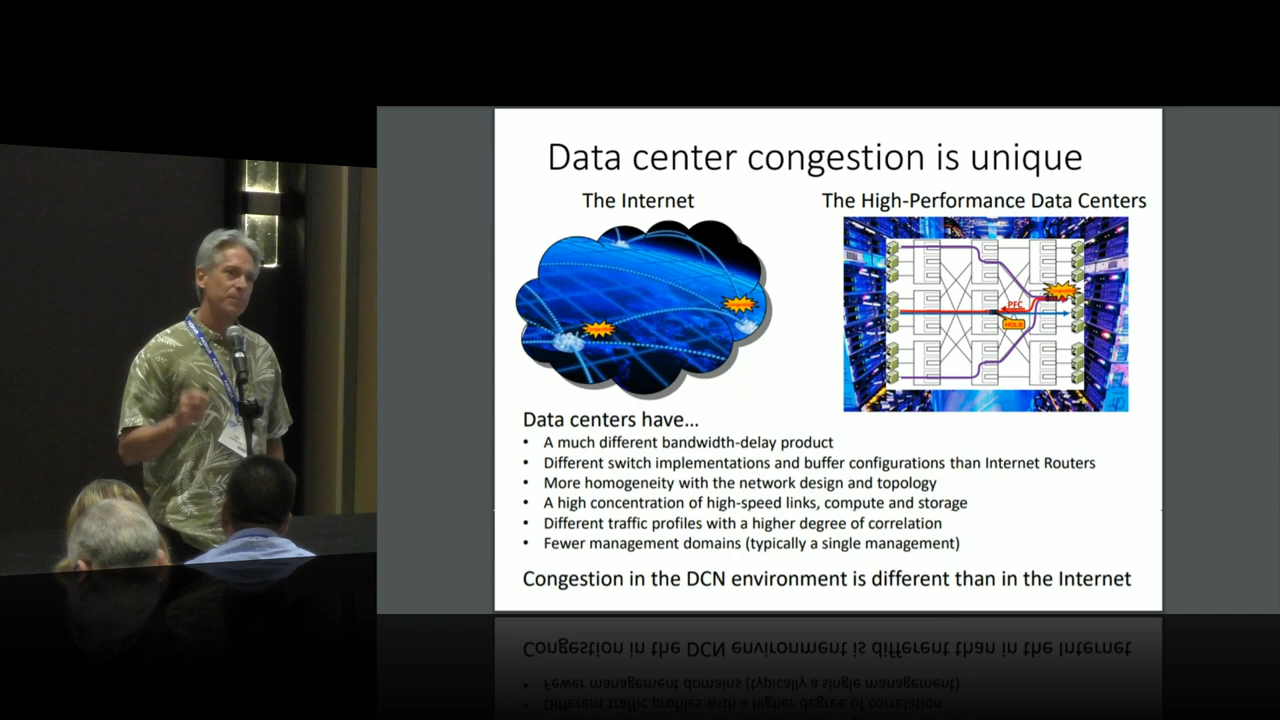 Data center congestion is unique
The Internet
The High-Performance Data Centers
PFC
HOLB
Data centers have…
• A much different bandwidth-delay product
• Different switch implementations and buffer configurations than Internet Routers
• More homogeneity with the network design and topology
• A high concentration of high-speed links, compute and storage
• Different traffic profiles with a higher degree of correlation
• Fewer management domains (typically a single management)
Congestion in the DCN environment is different than in the Internet